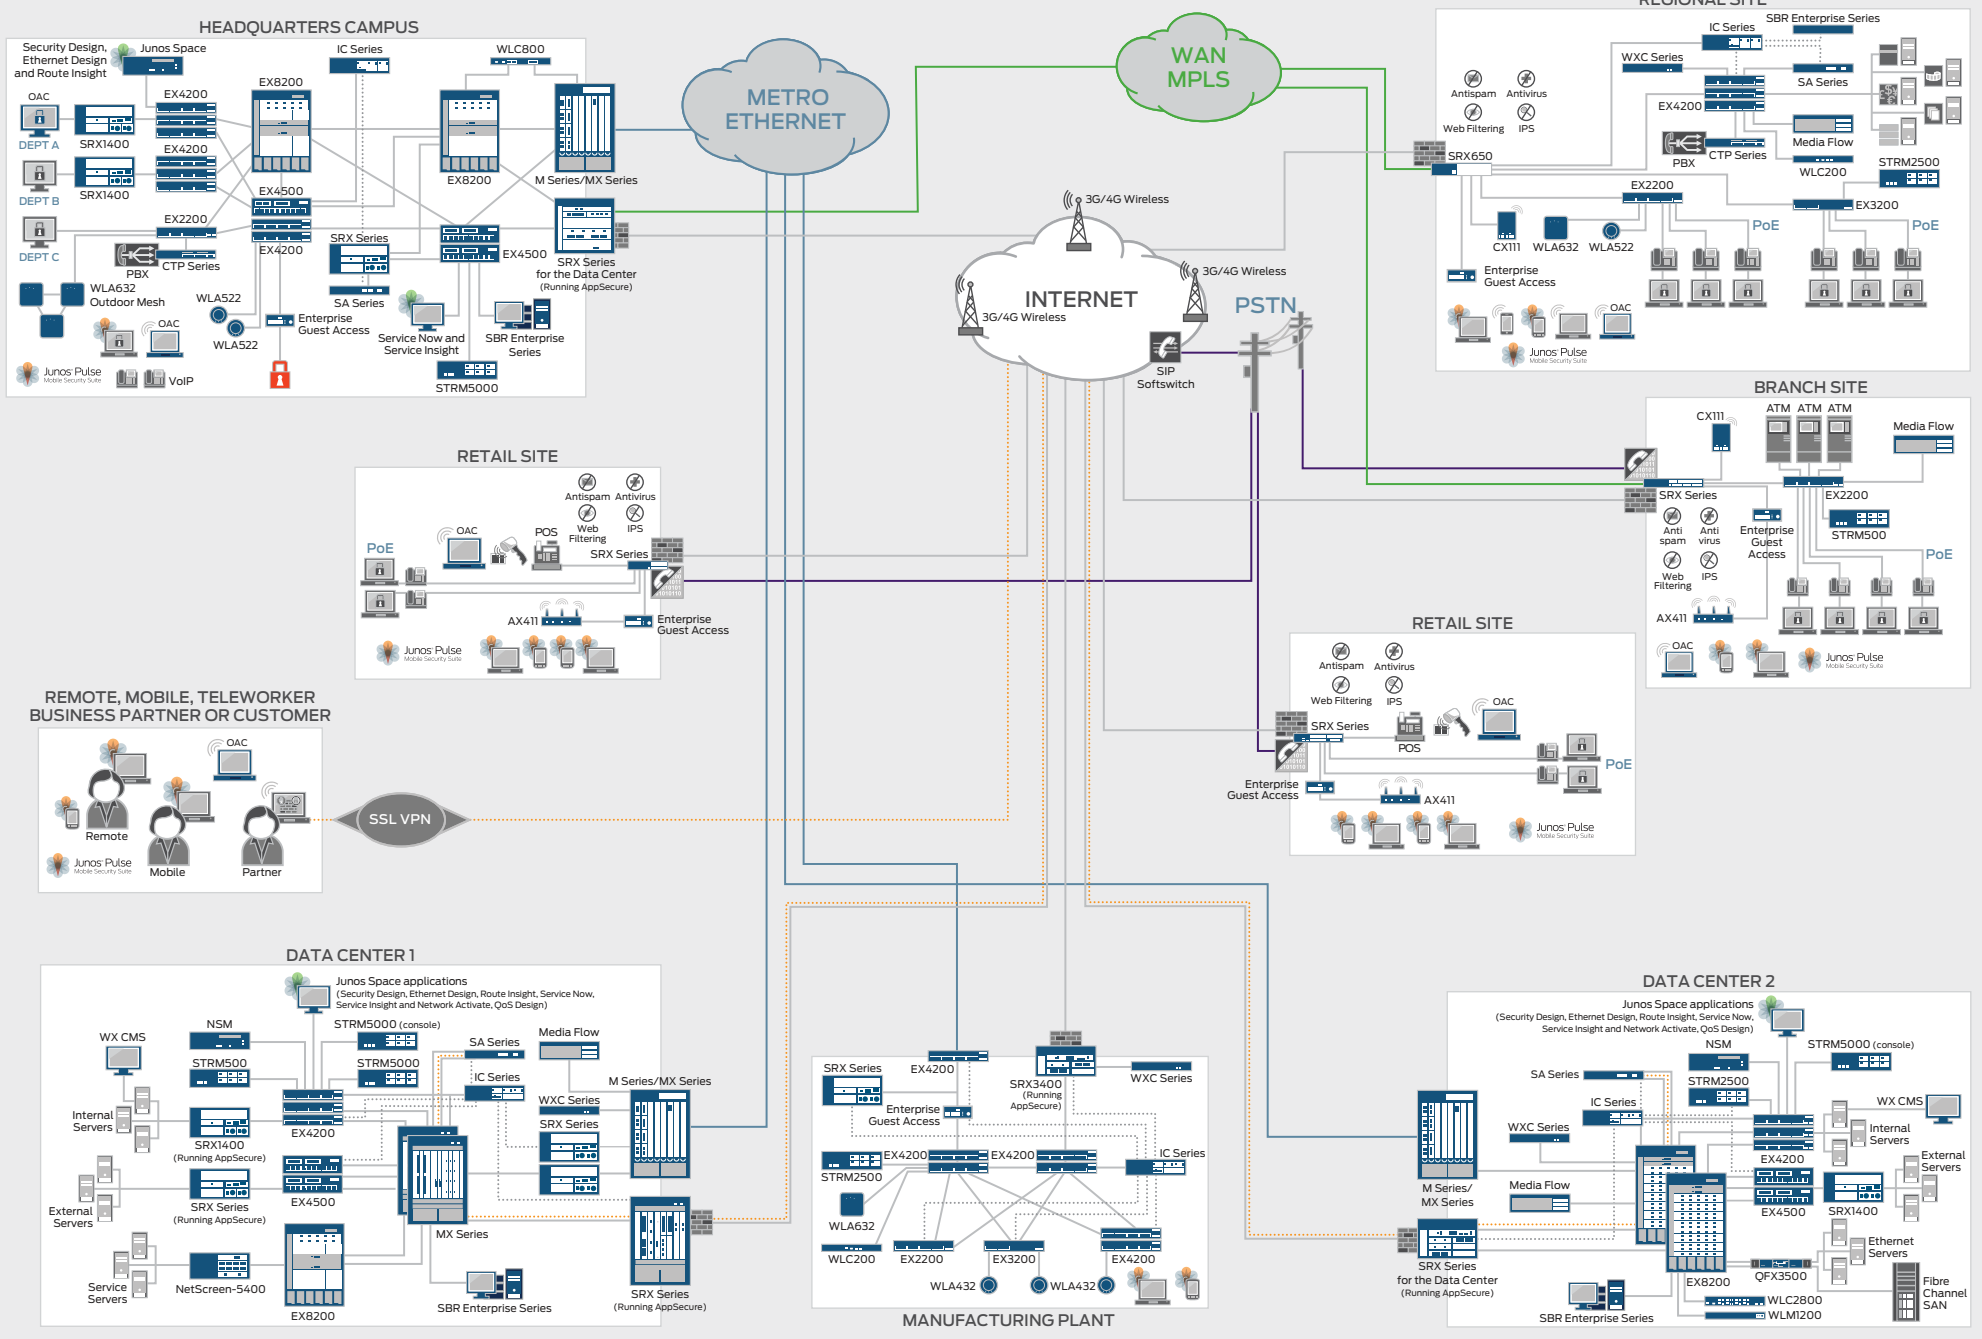 HEADQUARTERS CAMPUS
Security Design,
Ethernet Design
and Route Insight
Junos Space
IC Series
WLC800
EX8200
OAC
EX4200
DEPT A
SRX1400
EX4200
DEPT B
SRX1400
EX2200
DEPT C
EX4500
EX4200
PBX
CTP Series
EX8200
M Series/MX Series
SRX Series
EX4500
SRX Series
for the Data Center
(Running AppSecure)
SA Series
WLA632
Outdoor Mesh
WLA522
WLA522
Enterprise
Guest Access
OAC
Service Now and
Service Insight
SBR Enterprise
Series
STRM5000
Junos Pulse
Mobile Security Suite
VoIP
METRO
ETHERNET
WAN
MPLS
3G/4G Wireless
3G/4G Wireless
3G/4G Wireless
INTERNET
PSTN
SIP
Softswitch
REGIONAL SITE
SBR Enterprise Series
IC Series
WXC Series
SA Series
Antispam
Antivirus
Web Filtering
IPS
EX4200
Media Flow
PBX
CTP Series
WLC200
STRM2500
SRX650
EX2200
EX3200
CX111
WLA632
WLA522
PoE
PoE
Enterprise
Guest Access
OAC
Junos Pulse
Mobile Security Suite
BRANCH SITE
CX111
ATM
ATM
ATM
Media Flow
SRX Series
EX2200
Anti
spam
Anti
virus
Enterprise
Guest
Access
STRM500
Web
Filtering
IPS
PoE
AX411
OAC
Junos Pulse
Mobile Security Suite
RETAIL SITE
Antispam
Antivirus
Web
Filtering
IPS
OAC
POS
SRX Series
PoE
AX411
Enterprise
Guest Access
Junos Pulse
Mobile Security Suite
RETAIL SITE
Antispam
Antivirus
Web Filtering
IPS
OAC
SRX Series
POS
PoE
Enterprise
Guest Access
AX411
Junos Pulse
Mobile Security Suite
REMOTE, MOBILE, TELEWORKER
BUSINESS PARTNER OR CUSTOMER
OAC
Remote
Mobile
Partner
Junos Pulse
Mobile Security Suite
SSL VPN
DATA CENTER 1
Junos Space applications
(Security Design, Ethernet Design, Route Insight, Service Now,
Service Insight and Network Activate, QoS Design)
WX CMS
NSM
STRM5000 (console)
SA Series
Media Flow
STRM500
STRM5000
IC Series
M Series/MX Series
WXC Series
Internal
Servers
SRX1400
(Running AppSecure)
EX4200
SRX Series
External
Servers
SRX Series
(Running AppSecure)
EX4500
MX Series
Service
Servers
NetScreen-5400
EX8200
SBR Enterprise Series
SRX Series
(Running AppSecure)
SRX Series
EX4200
SRX3400
(Running
AppSecure)
WXC Series
Enterprise
Guest Access
EX4200
EX4200
IC Series
STRM2500
WLA632
WLC200
EX2200
EX3200
EX4200
WLA432
WLA432
MANUFACTURING PLANT
DATA CENTER 2
Junos Space applications
(Security Design, Ethernet Design, Route Insight, Service Now,
Service Insight and Network Activate, QoS Design)
NSM
STRM5000 (console)
SA Series
STRM2500
IC Series
WX CMS
WXC Series
Internal
Servers
EX4200
External
Servers
M Series/
MX Series
Media Flow
EX4500
SRX1400
Ethernet
Servers
SRX Series
for the Data Center
(Running AppSecure)
EX8200
QFX3500
Fibre
Channel
SAN
SBR Enterprise Series
WLC2800
WLM1200